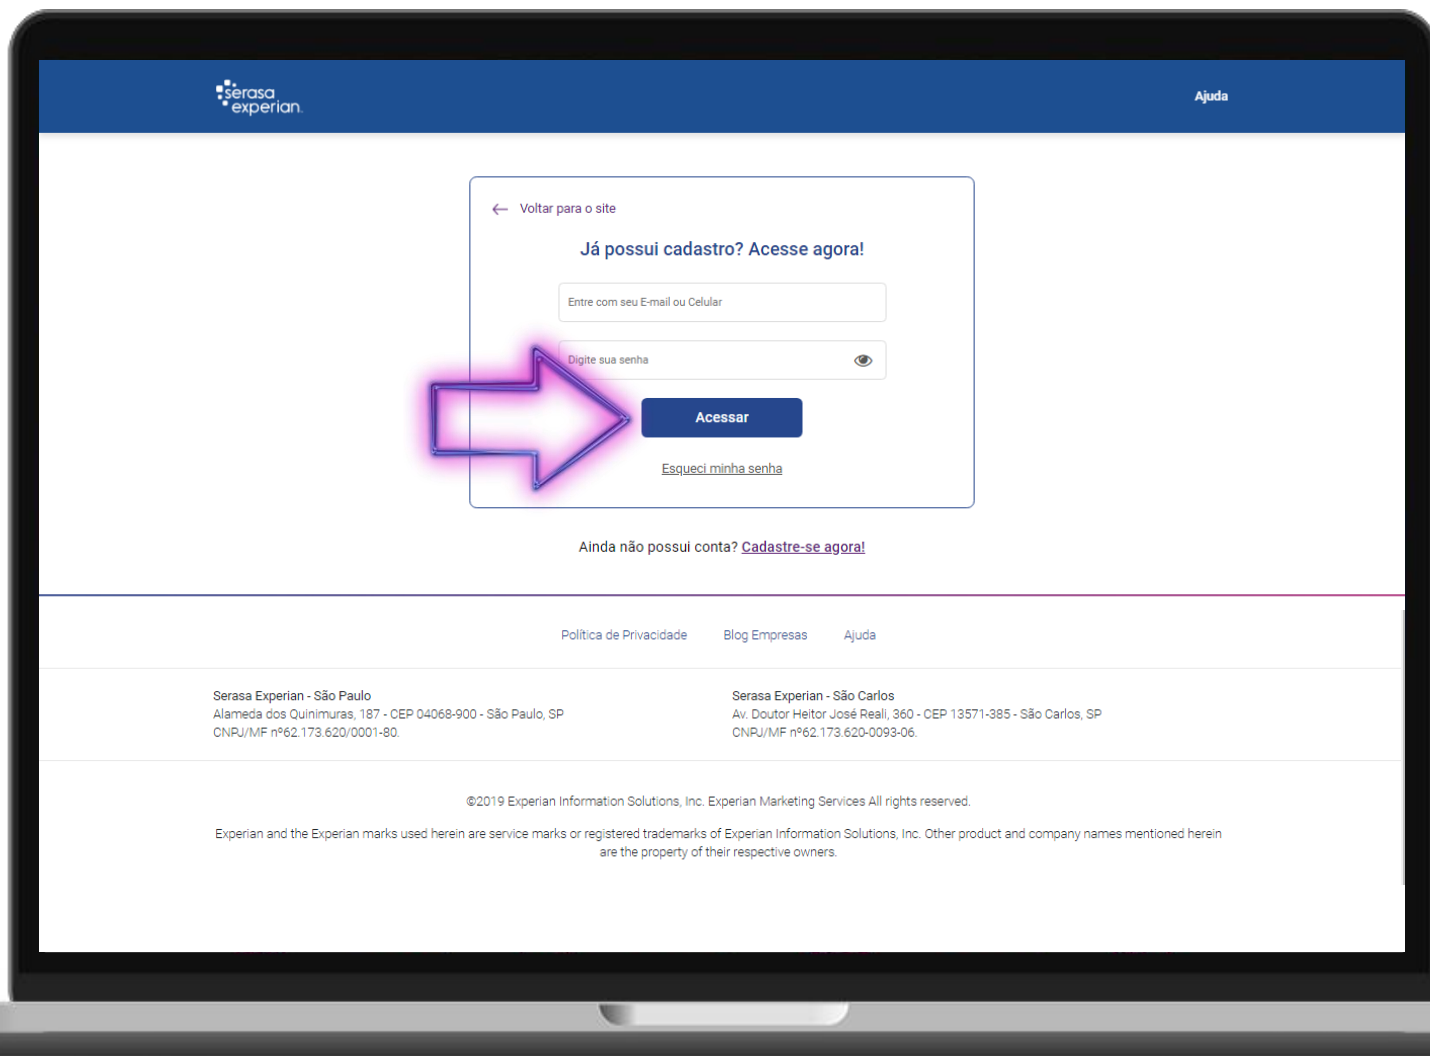 serasa
experian.
Ajuda
Voltar para o site
Já possui cadastro? Acesse agora!
Entre com seu E-mail ou Celular
Digite sua senha
Acessar
Esqueci minha senha
Ainda não possui conta? Cadastre-se agora!
Política de Privacidade
Blog Empresas
Ajuda
Serasa Experian - São Paulo
Alameda dos Quinimuras, 187 - CEP 04068-900 - São Paulo, SP
CNPJ/MF nº62.173.620/0001-80.
Serasa Experian - São Carlos
Av. Doutor Heitor José Reali, 360 - CEP 13571-385 - São Carlos, SP
CNPJ/MF nº62.173.620-0093-06.
©2019 Experian Information Solutions, Inc. Experian Marketing Services All rights reserved.
Experian and the Experian marks used herein are service marks or registered trademarks of Experian Information Solutions, Inc. Other product and company names mentioned herein
are the property of their respective owners.